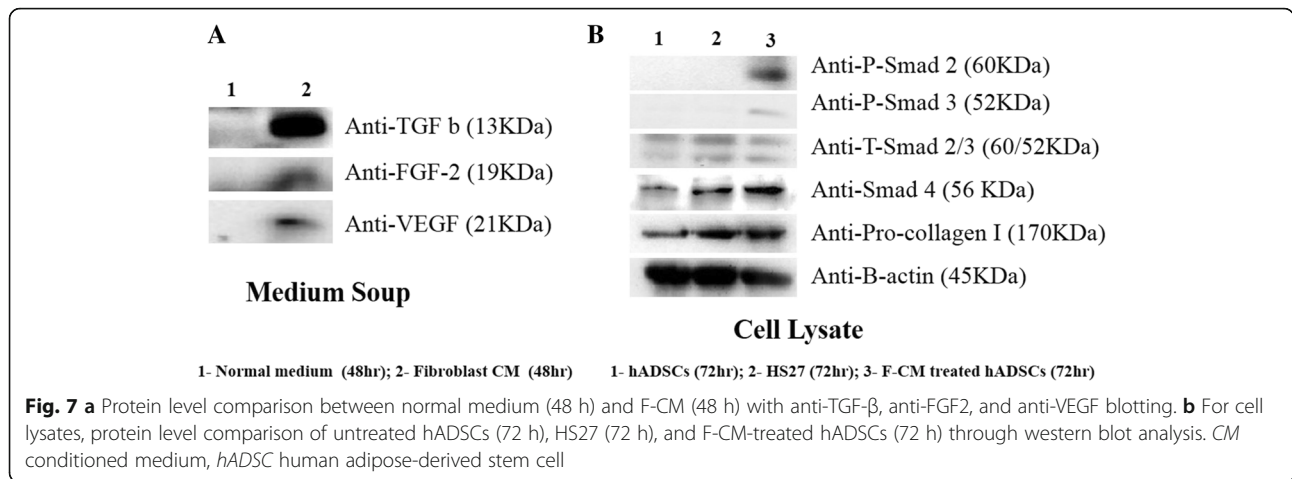 A
1 2
Anti-TGF b (13KDa)
Anti-FGF-2 (19KDa)
Anti-VEGF (21KDa)
Medium Soup
1- Normal medium (48hr); 2- Fibroblast CM (48hr)
B
1 2 3
Anti-P-Smad 2 (60KDa)
Anti-P-Smad 3 (52KDa)
Anti-T-Smad 2/3 (60/52KDa)
Anti-Smad 4 (56 KDa)
Anti-Pro-collagen I (170KDa)
Anti-B-actin (45KDa)
Cell Lysate
1- hADSCs (72hr); 2- HS27 (72hr); 3- F-CM treated hADSCs (72hr)
Fig. 7 a Protein level comparison between normal medium (48 h) and F-CM (48 h) with anti-TGF-β, anti-FGF2, and anti-VEGF blotting. b For cell
lysates, protein level comparison of untreated hADSCs (72 h), HS27 (72 h), and F-CM-treated hADSCs (72 h) through western blot analysis. CM
conditioned medium, hADSC human adipose-derived stem cell